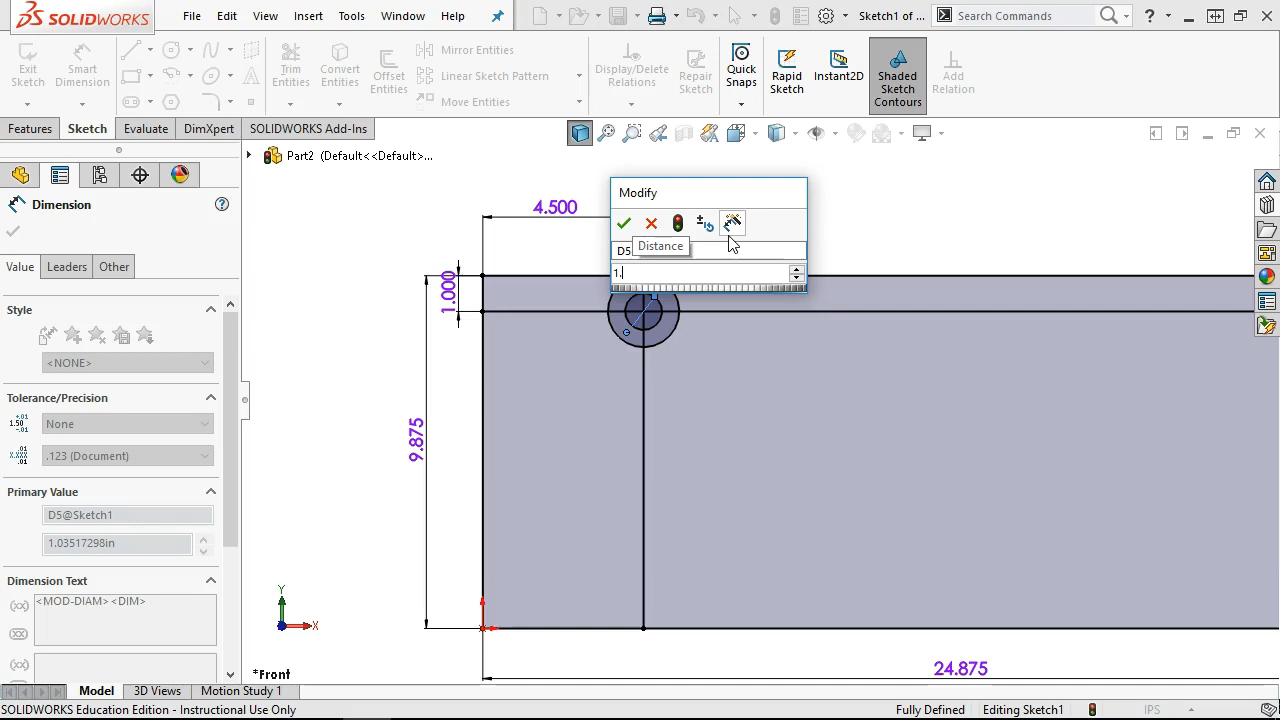 SOLIDWORKS
File Edit View Insert Tools Window Help
Sketch1 of ...
Search Commands
Exit Sketch
Smart Dimension
Trim Entities
Convert Entities
Offset Entities
Mirror Entities
Linear Sketch Pattern
Move Entities
Display/Delete Relations
Repair Sketch
Quick Snaps
Rapid Sketch
Instant2D
Shaded Sketch Contours
Add Relation
Features Sketch Evaluate DimXpert SOLIDWORKS Add-Ins
Part2 (Default<<Default>...
Dimension
Value Leaders Other
Style
<NONE>
Tolerance/Precision
None
.123 (Document)
Primary Value
D5@Sketch1
1.03517298in
Dimension Text
<MOD-DIAM><DIM>
Modify
D5
Distance
1.
4.500
1.000
9.875
24.875
Y
X
*Front
Model 3D Views Motion Study 1
SOLIDWORKS Education Edition - Instructional Use Only
Fully Defined Editing Sketch1 IPS